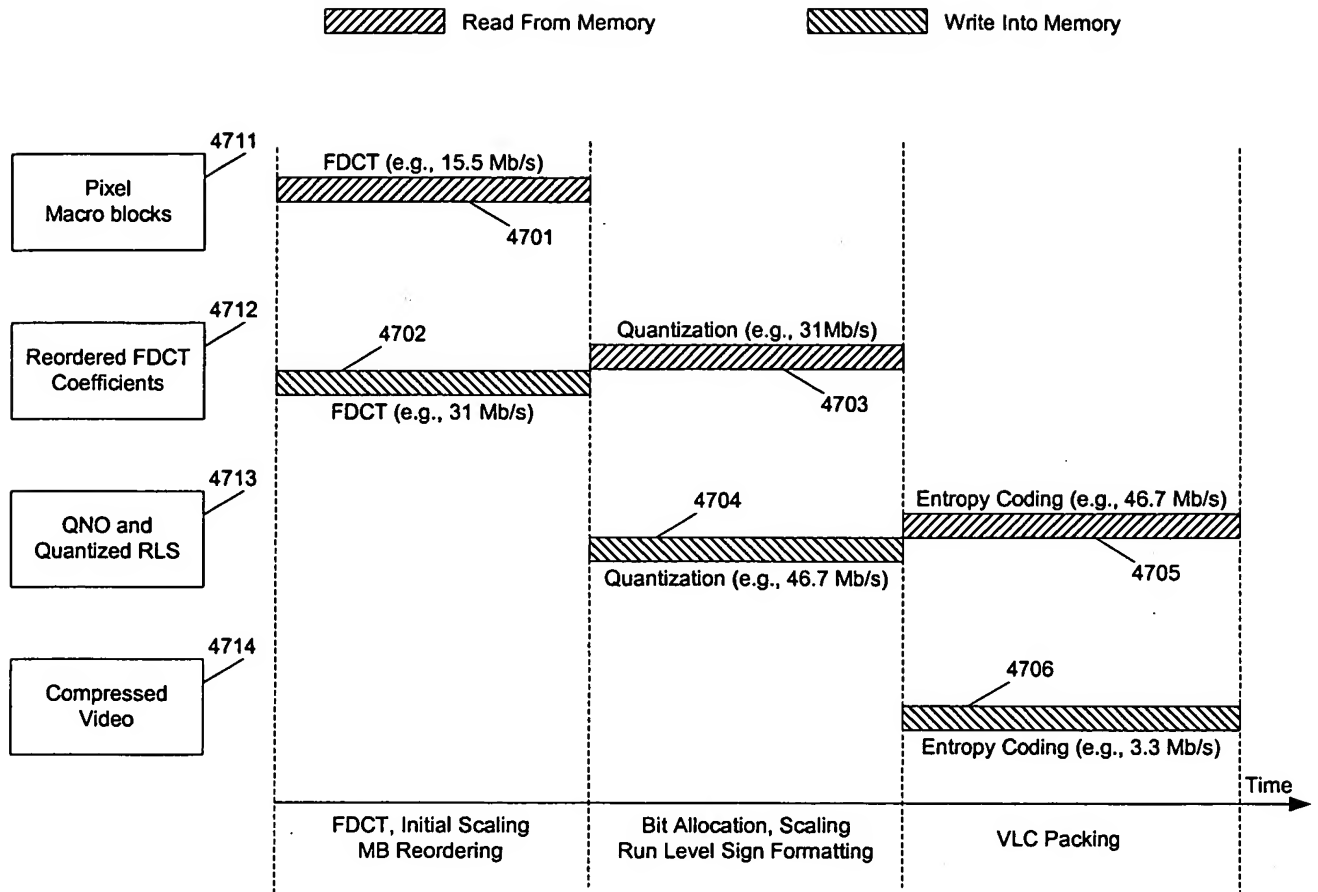 Read From Memory
Write Into Memory
4711
Pixel
Macro blocks
FDCT (e.g., 15.5 Mb/s)
4701
4712
Reordered FDCT
Coefficients
4702
FDCT (e.g., 31 Mb/s)
Quantization (e.g., 31Mb/s)
4703
4713
QNO and
Quantized RLS
4704
Quantization (e.g., 46.7 Mb/s)
Entropy Coding (e.g., 46.7 Mb/s)
4705
4714
Compressed
Video
4706
Entropy Coding (e.g., 3.3 Mb/s)
Time
FDCT, Initial Scaling
MB Reordering
Bit Allocation, Scaling
Run Level Sign Formatting
VLC Packing